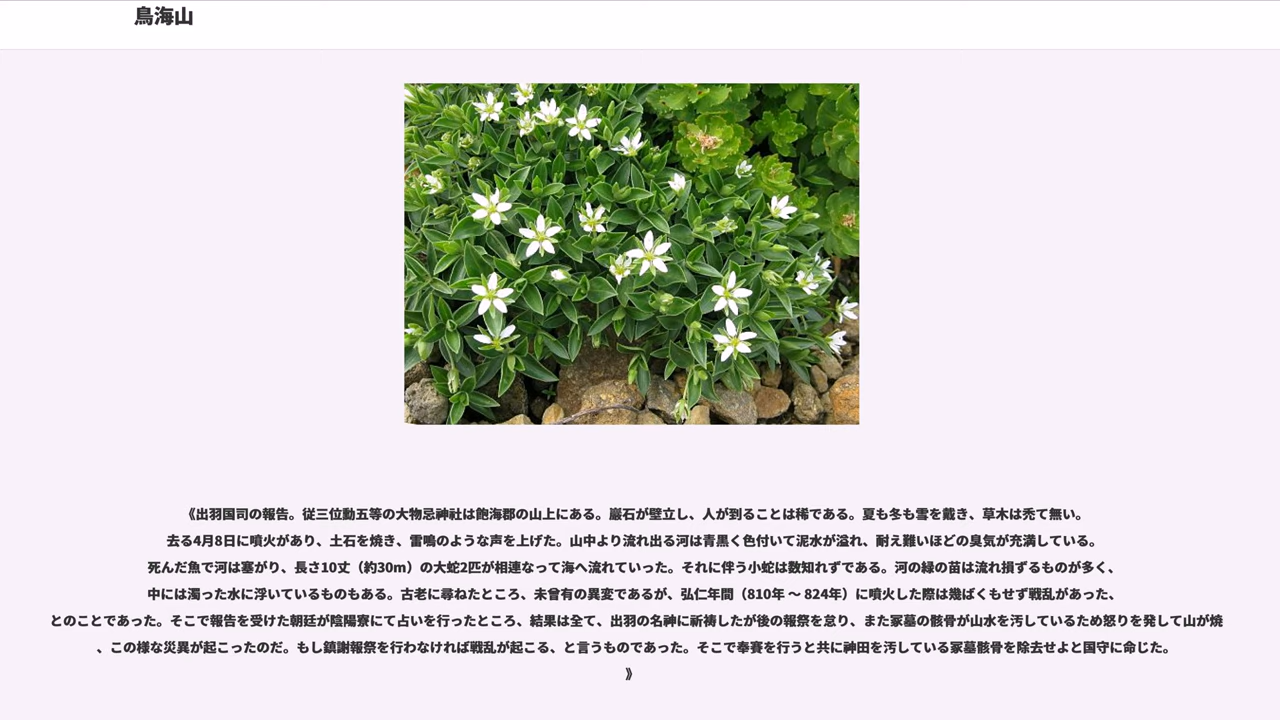 鳥海山
《出羽国司の報告。従三位勳五等の大物忌神社は飽海郡の山上にある。巖石が壁立し、人が到ることは稀である。夏も冬も雪を戴き、草木は禿て無い。
去る4月8日に噴火があり、土石を焼き、雷鳴のような声を上げた。山中より流れ出る河は青黒く色付いて泥水が溢れ、耐え難いほどの臭気が充満している。
死んだ魚で河は塞がり、長さ10丈（約30m）の大蛇2匹が相連なって海へ流れていった。それに伴う小蛇は数知れずである。河の緑の苗は流れ損ずるものが多く、
中には濁った水に浮いているものもある。古老に尋ねたところ、未曾有の異変であるが、弘仁年間（810年 〜 824年）に噴火した際は幾ばくもせず戦乱があった、
とのことであった。そこで報告を受けた朝廷が陰陽寮にて占いを行ったところ、結果は全て、出羽の名神に祈祷したが後の報祭を怠り、また冢墓の骸骨が山水を汚しているため怒りを発して山が焼
、この様な災異が起こったのだ。もし鎮謝報祭を行わなければ戦乱が起こる、と言うものであった。そこで奉賽を行うと共に神田を汚している冢墓骸骨を除去せよと国守に命じた。
》